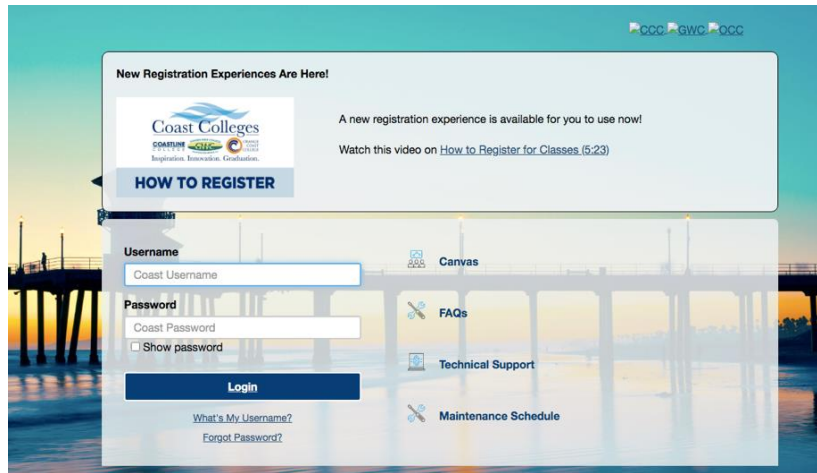 CCC GWC OCC
New Registration Experiences Are Here!
Coast Colleges
COASTLINE COLLEGE GWC ORANGE COAST COLLEGE
Inspiration. Innovation. Graduation.
HOW TO REGISTER
A new registration experience is available for you to use now!
Watch this video on How to Register for Classes (5:23)
Username
Coast Username
Password
Coast Password
Show password
Login
What's My Username?
Forgot Password?
Canvas
FAQs
Technical Support
Maintenance Schedule